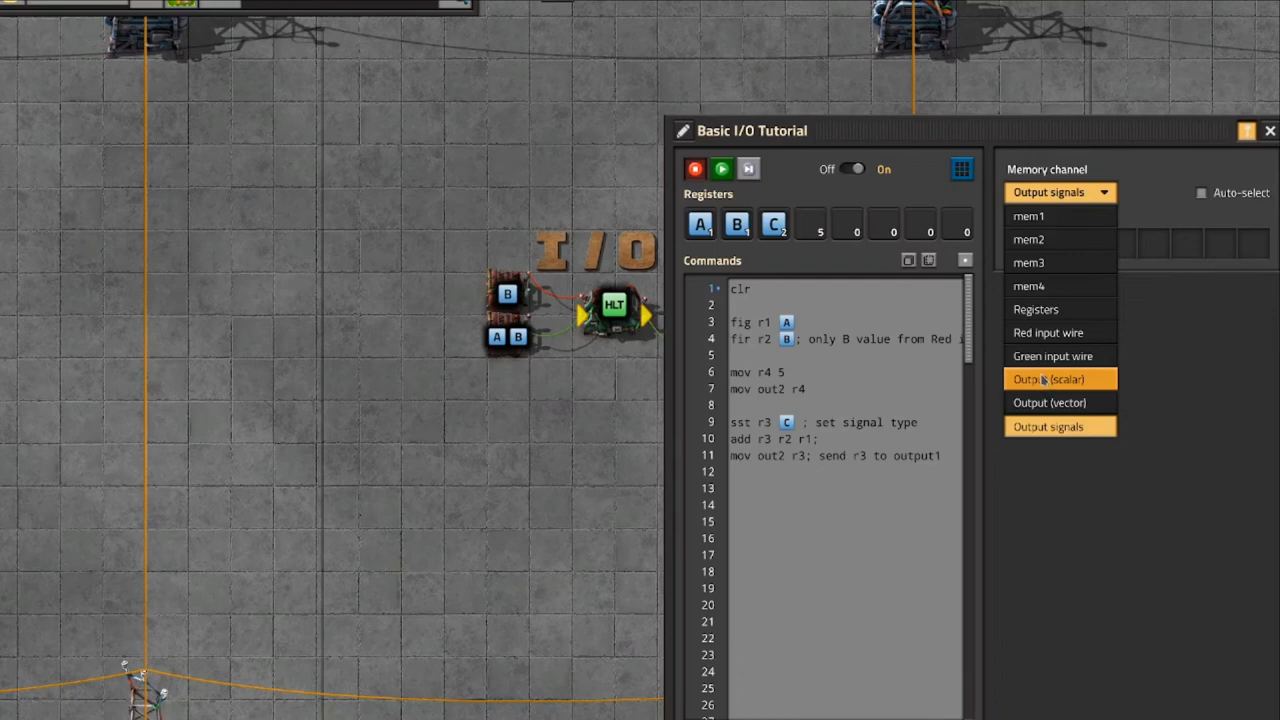 Basic I/O Tutorial
Off On
Registers
A 1 B 1 C 2 5 0 0 0 0
Commands
1 clr
2
3 fig r1 A
4 fir r2 B ; only B value from Red
5
6 mov r4 5
7 mov out2 r4
8
9 sst r3 C ; set signal type
10 add r3 r2 r1;
11 mov out2 r3; send r3 to output1
12
13
14
15
16
17
18
19
20
21
22
23
24
25
26
Memory channel
Output signals
Auto-select
mem1
mem2
mem3
mem4
Registers
Red input wire
Green input wire
Output (scalar)
Output (vector)
Output signals
I/O
B
HLT
A B